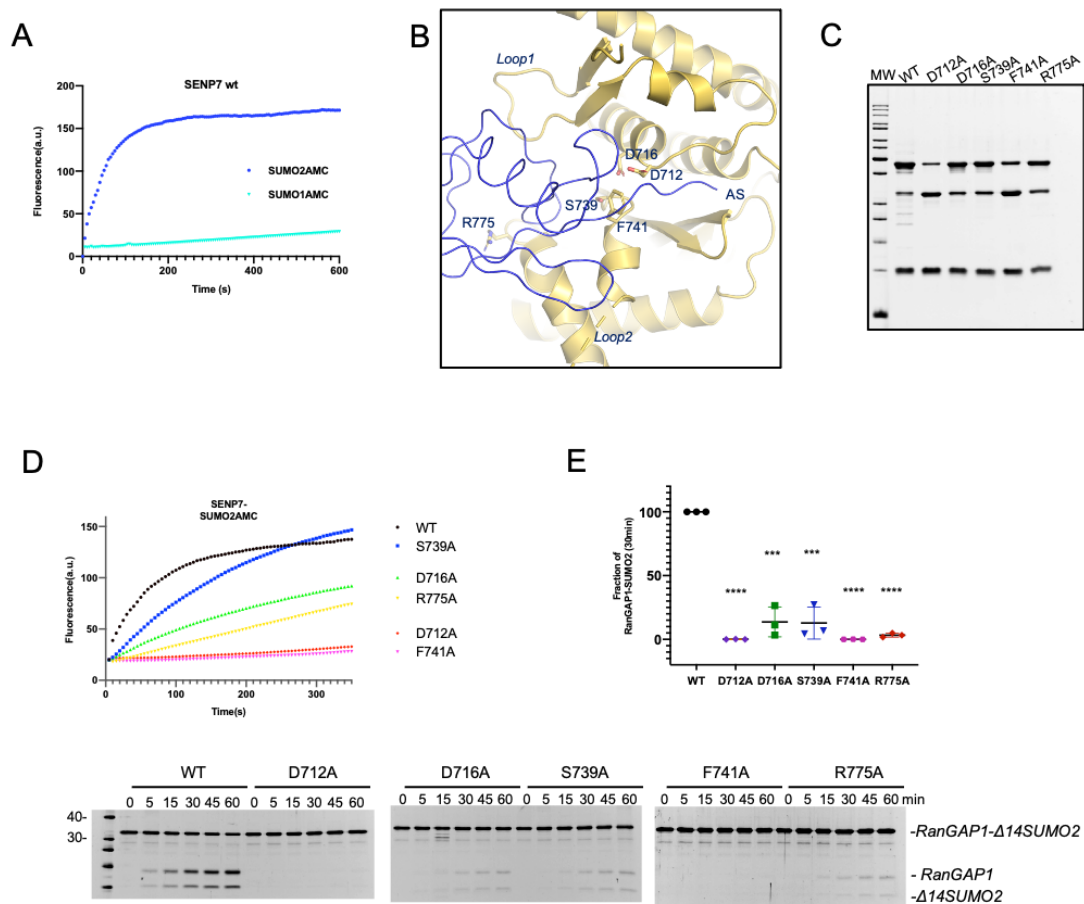 A
SENP7 wt
Fluorescence(a.u.)
200
150
100
50
0
0
200
400
600
Time (s)
SUMO2AMC
SUMO1AMC
B
Loop1
D716
D712
S739
AS
F741
R775
Loop2
C
MW
WT
D712A
D716A
S739A
F741A
R775A
D
SENP7-
SUMO2AMC
Fluorescence(a.u.)
150
100
50
0
0
100
200
300
Time(s)
WT
S739A
D716A
R775A
D712A
F741A
E
Fraction of
RanGAP1-SUMO2 (30min)
100
50
0
**** *** *** **** ****
WT D712A D716A S739A F741A R775A
WT D712A D716A S739A F741A R775A
0 5 15 30 45 60 0 5 15 30 45 60 0 5 15 30 45 60 0 5 15 30 45 60 0 5 15 30 45 60 0 5 15 30 45 60 min
40-
30-
-RanGAP1-Δ14SUMO2
- RanGAP1
-Δ14SUMO2